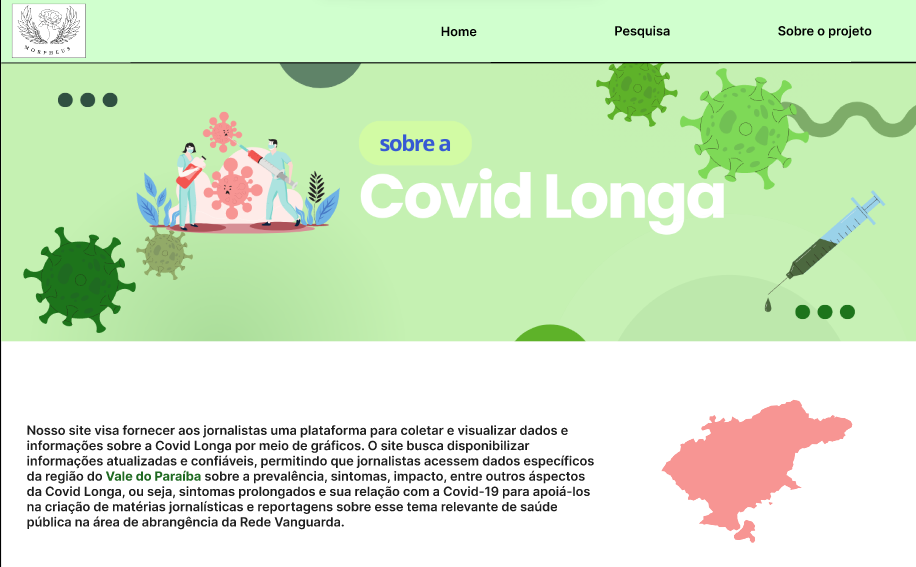 MORPHEUS
Home
Pesquisa
Sobre o projeto
sobre a
Covid Longa
Nosso site visa fornecer aos jornalistas uma plataforma para coletar e visualizar dados e
informações sobre a Covid Longa por meio de gráficos. O site busca disponibilizar
informações atualizadas e confiáveis, permitindo que jornalistas acessem dados específicos
da região do Vale do Paraíba sobre a prevalência, sintomas, impacto, entre outros áspectos
da Covid Longa, ou seja, sintomas prolongados e sua relação com a Covid-19 para apoiá-los
na criação de matérias jornalísticas e reportagens sobre esse tema relevante de saúde
pública na área de abrangência da Rede Vanguarda.